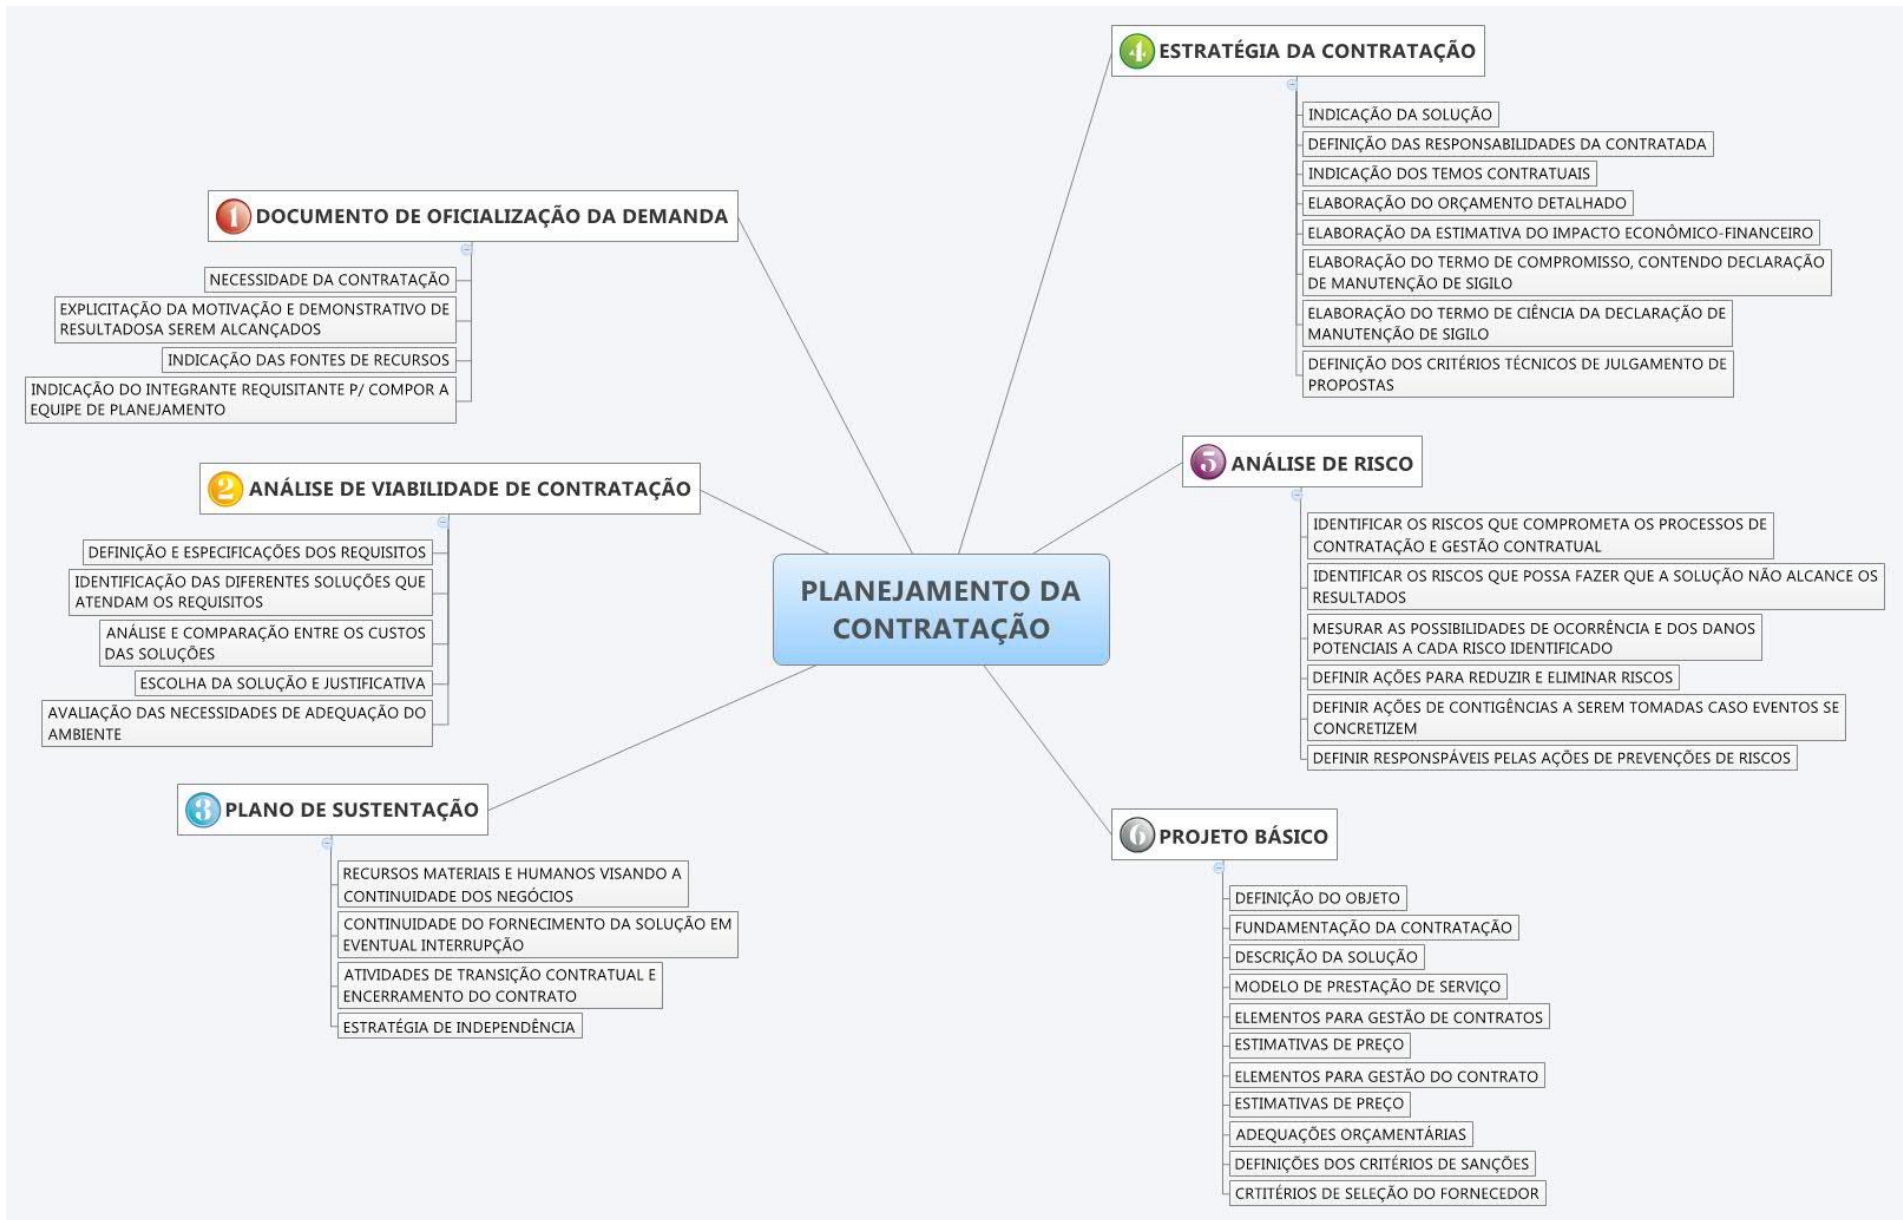 1 DOCUMENTO DE OFICIALIZAÇÃO DA DEMANDA
NECESSIDADE DA CONTRATAÇÃO
EXPLICITAÇÃO DA MOTIVAÇÃO E DEMONSTRATIVO DE
RESULTADOSA SEREM ALCANÇADOS
INDICAÇÃO DAS FONTES DE RECURSOS
INDICAÇÃO DO INTEGRANTE REQUISITANTE P/ COMPOR A
EQUIPE DE PLANEJAMENTO
2 ANÁLISE DE VIABILIDADE DE CONTRATAÇÃO
DEFINIÇÃO E ESPECIFICAÇÕES DOS REQUISITOS
IDENTIFICAÇÃO DAS DIFERENTES SOLUÇÕES QUE
ATENDAM OS REQUISITOS
ANÁLISE E COMPARAÇÃO ENTRE OS CUSTOS
DAS SOLUÇÕES
ESCOLHA DA SOLUÇÃO E JUSTIFICATIVA
AVALIAÇÃO DAS NECESSIDADES DE ADEQUAÇÃO DO
AMBIENTE
3 PLANO DE SUSTENTAÇÃO
RECURSOS MATERIAIS E HUMANOS VISANDO A
CONTINUIDADE DOS NEGÓCIOS
CONTINUIDADE DO FORNECIMENTO DA SOLUÇÃO EM
EVENTUAL INTERRUPÇÃO
ATIVIDADES DE TRANSIÇÃO CONTRATUAL E
ENCERRAMENTO DO CONTRATO
ESTRATÉGIA DE INDEPENDÊNCIA
PLANEJAMENTO DA
CONTRATAÇÃO
4 ESTRATÉGIA DA CONTRATAÇÃO
INDICAÇÃO DA SOLUÇÃO
DEFINIÇÃO DAS RESPONSABILIDADES DA CONTRATADA
INDICAÇÃO DOS TEMOS CONTRATUAIS
ELABORAÇÃO DO ORÇAMENTO DETALHADO
ELABORAÇÃO DA ESTIMATIVA DO IMPACTO ECONÔMICO-FINANCEIRO
ELABORAÇÃO DO TERMO DE COMPROMISSO, CONTENDO DECLARAÇÃO
DE MANUTENÇÃO DE SIGILO
ELABORAÇÃO DO TERMO DE CIÊNCIA DA DECLARAÇÃO DE
MANUTENÇÃO DE SIGILO
DEFINIÇÃO DOS CRITÉRIOS TÉCNICOS DE JULGAMENTO DE
PROPOSTAS
5 ANÁLISE DE RISCO
IDENTIFICAR OS RISCOS QUE COMPROMETA OS PROCESSOS DE
CONTRATAÇÃO E GESTÃO CONTRATUAL
IDENTIFICAR OS RISCOS QUE POSSA FAZER QUE A SOLUÇÃO NÃO ALCANCE OS
RESULTADOS
MESURAR AS POSSIBILIDADES DE OCORRÊNCIA E DOS DANOS
POTENCIAIS A CADA RISCO IDENTIFICADO
DEFINIR AÇÕES PARA REDUZIR E ELIMINAR RISCOS
DEFINIR AÇÕES DE CONTIGÊNCIAS A SEREM TOMADAS CASO EVENTOS SE
CONCRETIZEM
DEFINIR RESPONSPÁVEIS PELAS AÇÕES DE PREVENÇÕES DE RISCOS
6 PROJETO BÁSICO
DEFINIÇÃO DO OBJETO
FUNDAMENTAÇÃO DA CONTRATAÇÃO
DESCRIÇÃO DA SOLUÇÃO
MODELO DE PRESTAÇÃO DE SERVIÇO
ELEMENTOS PARA GESTÃO DE CONTRATOS
ESTIMATIVAS DE PREÇO
ELEMENTOS PARA GESTÃO DO CONTRATO
ESTIMATIVAS DE PREÇO
ADEQUAÇÕES ORÇAMENTÁRIAS
DEFINIÇÕES DOS CRITÉRIOS DE SANÇÕES
CRTITÉRIOS DE SELEÇÃO DO FORNECEDOR